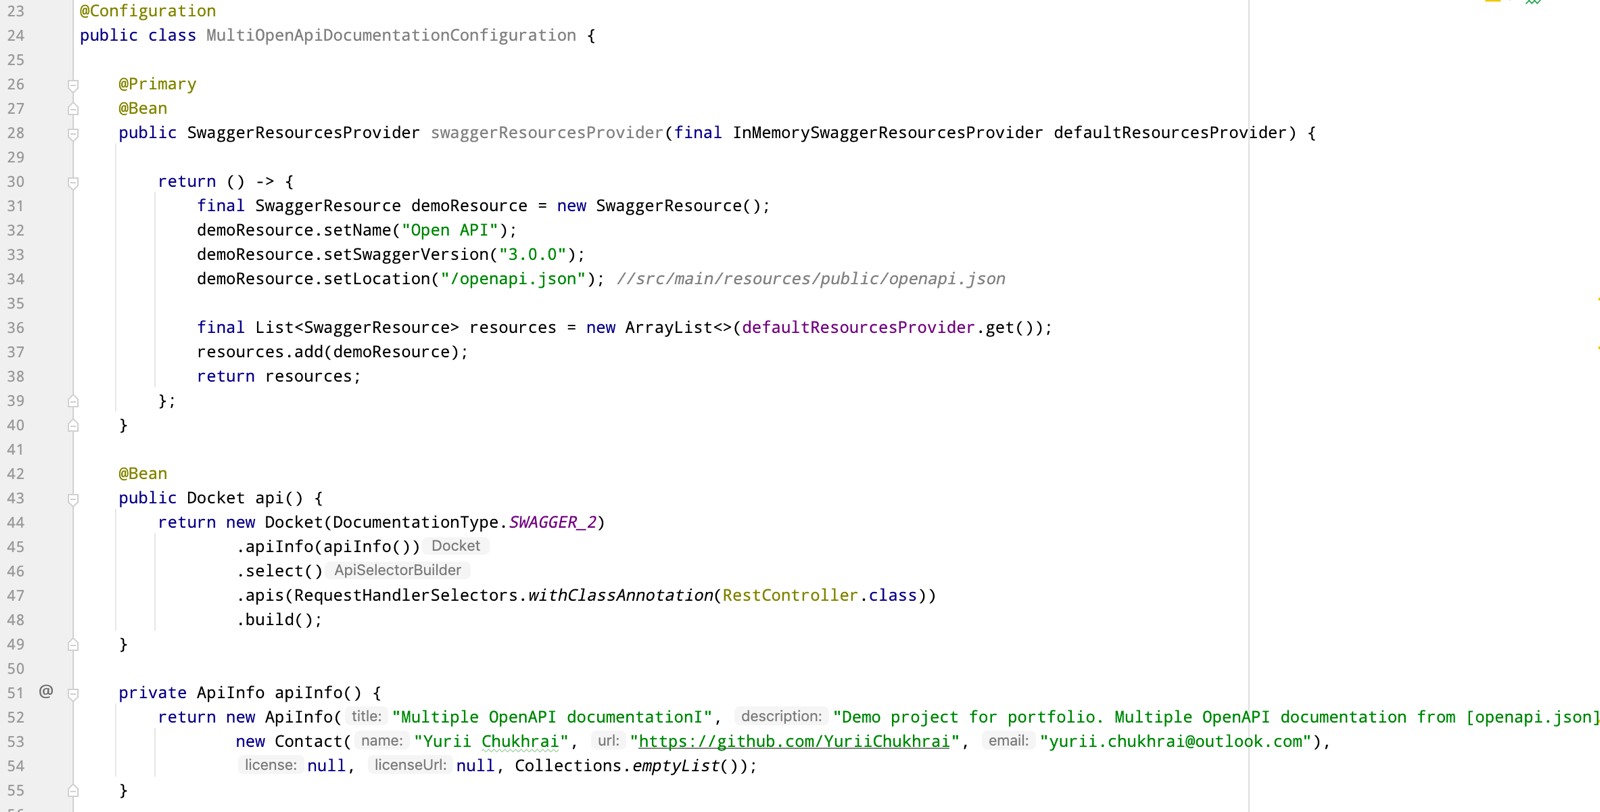 23 @Configuration
24 public class MultiOpenApiDocumentationConfiguration {
25
26 @Primary
27 @Bean
28 public SwaggerResourcesProvider swaggerResourcesProvider(final InMemorySwaggerResourcesProvider defaultResourcesProvider) {
29
30 return () -> {
31 final SwaggerResource demoResource = new SwaggerResource();
32 demoResource.setName("Open API");
33 demoResource.setSwaggerVersion("3.0.0");
34 demoResource.setLocation("/openapi.json"); //src/main/resources/public/openapi.json
35
36 final List<SwaggerResource> resources = new ArrayList<>(defaultResourcesProvider.get());
37 resources.add(demoResource);
38 return resources;
39 };
40 }
41
42 @Bean
43 public Docket api() {
44 return new Docket(DocumentationType.SWAGGER_2)
45 .apiInfo(apiInfo()) Docket
46 .select() ApiSelectorBuilder
47 .apis(RequestHandlerSelectors.withClassAnnotation(RestController.class))
48 .build();
49 }
50
51 @ private ApiInfo apiInfo() {
52 return new ApiInfo( title: "Multiple OpenAPI documentationI", description: "Demo project for portfolio. Multiple OpenAPI documentation from [openapi.json]
53 new Contact( name: "Yurii Chukhrai", url: "https://github.com/YuriiChukhrai", email: "yurii.chukhrai@outlook.com"),
54 license: null, licenseUrl: null, Collections.emptyList());
55 }